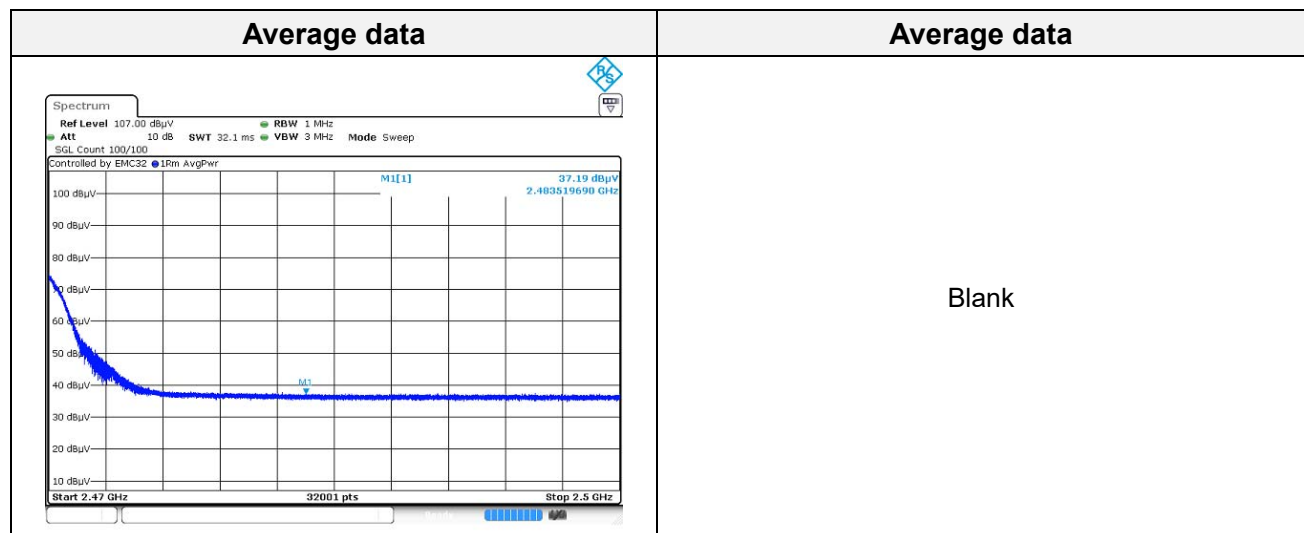 Average data
Average data
R S
Spectrum
Ref Level 107.00 dBµV RBW 1 MHz
Att 10 dB SWT 32.1 ms VBW 3 MHz Mode Sweep
SGL Count 100/100
Controlled by EMC32 1Rm AvgPwr
M1[1] 37.19 dBµV
2.483519690 GHz
100 dBµV
90 dBµV
80 dBµV
70 dBµV
60 dBµV
50 dBµV
40 dBµV
M1
30 dBµV
20 dBµV
10 dBµV
Start 2.47 GHz 32001 pts Stop 2.5 GHz
Blank